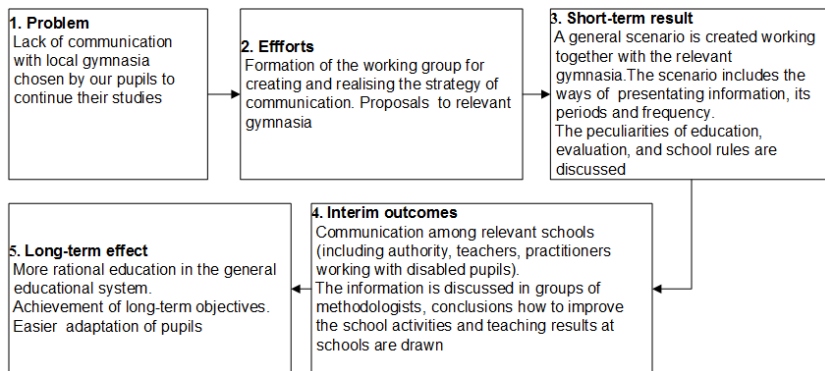 1. Problem
Lack of communication
with local gymnasia
chosen by our pupils to
continue their studies
2. Effforts
Formation of the working group for
creating and realising the strategy of
communication. Proposals to relevant
gymnasia
3. Short-term result
A general scenario is created working
together with the relevant
gymnasia.The scenario includes the
ways of presentating information, its
periods and frequency.
The peculiarities of education,
evaluation, and school rules are
discussed
4. Interim outcomes
Communication among relevant schools
(including authority, teachers, practitioners
working with disabled pupils).
The information is discussed in groups of
methodologists, conclusions how to improve
the school activities and teaching results at
schools are drawn
5. Long-term effect
More rational education in the general
educational system.
Achievement of long-term objectives.
Easier adaptation of pupils